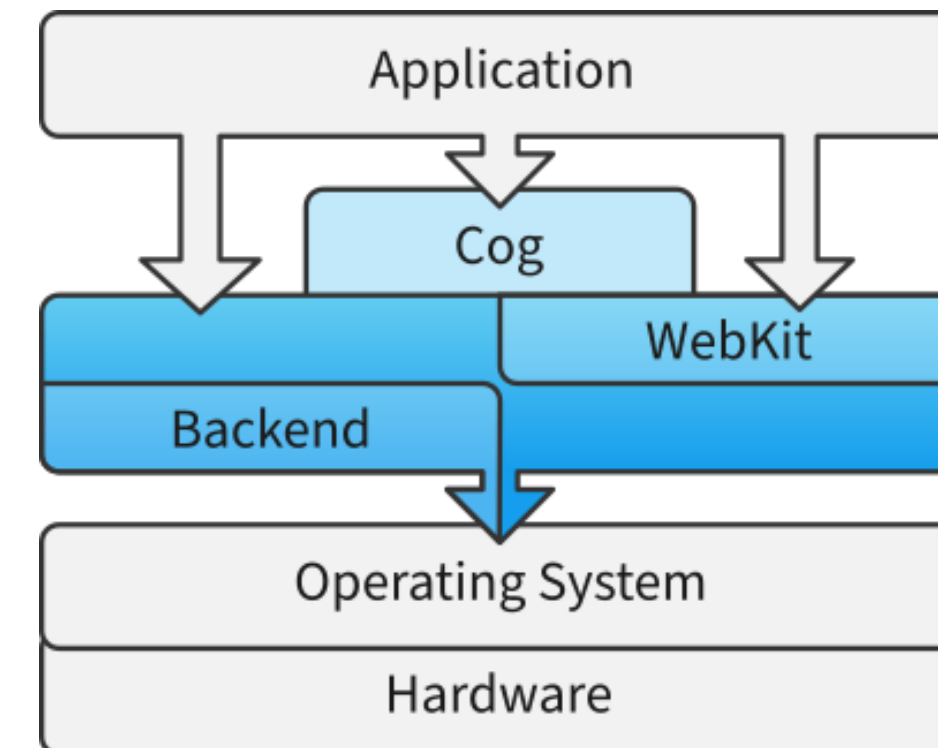 Application
Cog
WebKit
Backend
Operating System
Hardware